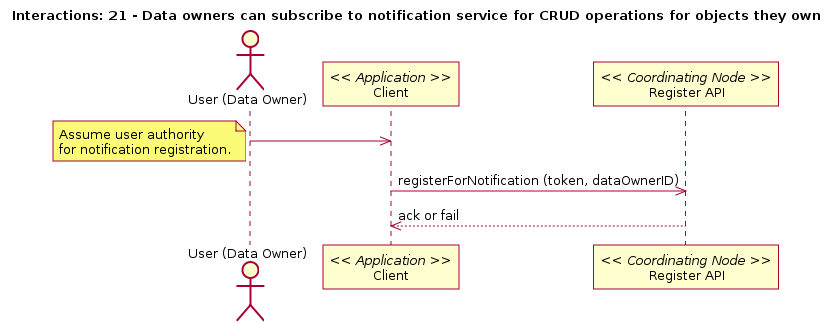 Interactions: 21 - Data owners can subscribe to notification service for CRUD operations for objects they own
User (Data Owner)
<< Application >>
Client
<< Coordinating Node >>
Register API
Assume user authority
for notification registration.
registerForNotification (token, dataOwnerID)
ack or fail
User (Data Owner)
<< Application >>
Client
<< Coordinating Node >>
Register API